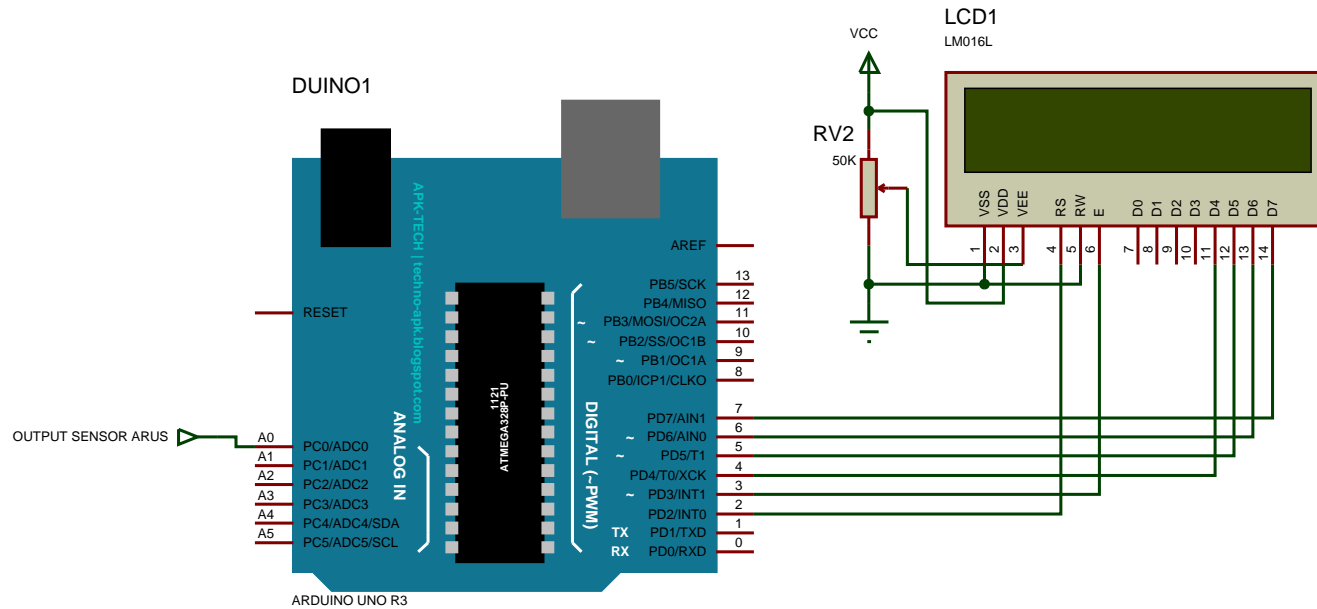 LCD1
LM016L
VCC
DUINO1
RV2
50K
VSS
VDD
VEE
RS
RW
E
D0
D1
D2
D3
D4
D5
D6
D7
1
2
3
4
5
6
7
8
9
10
11
12
13
14
APK-TECH | techno-apk.blogspot.com
AREF
RESET
PB5/SCK 13
PB4/MISO 12
~ PB3/MOSI/OC2A 11
~ PB2/SS/OC1B 10
~ PB1/OC1A 9
PB0/ICP1/CLKO 8
1121
ATMEGA328P-PU
DIGITAL (~PWM)
ANALOG IN
PD7/AIN1 7
~ PD6/AIN0 6
~ PD5/T1 5
PD4/T0/XCK 4
~ PD3/INT1 3
PD2/INT0 2
TX PD1/TXD 1
RX PD0/RXD 0
OUTPUT SENSOR ARUS
A0 PC0/ADC0
A1 PC1/ADC1
A2 PC2/ADC2
A3 PC3/ADC3
A4 PC4/ADC4/SDA
A5 PC5/ADC5/SCL
ARDUINO UNO R3